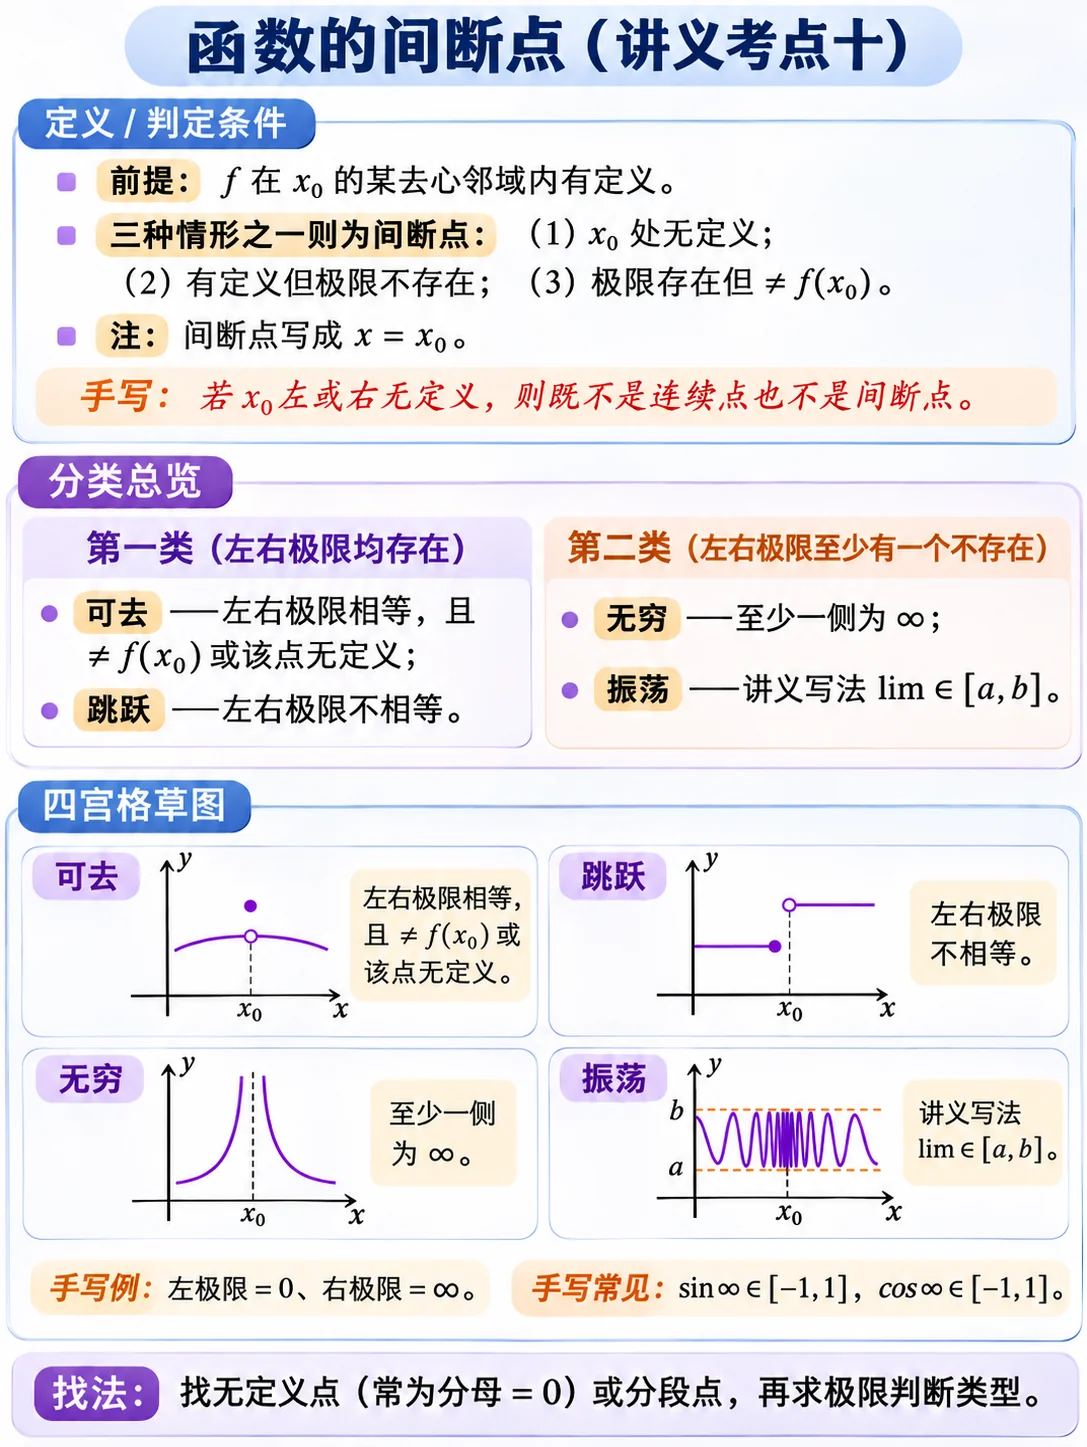 函数的间断点（讲义考点十）
定义 / 判定条件
前提： f 在 x₀ 的某去心邻域内有定义。
三种情形之一则为间断点： （1）x₀ 处无定义；
（2）有定义但极限不存在； （3）极限存在但 ≠ f(x₀)。
注： 间断点写成 x = x₀。
手写： 若 x₀左或右无定义，则既不是连续点也不是间断点。
分类总览
第一类（左右极限均存在）
可去 ——左右极限相等，且
≠ f(x₀) 或该点无定义；
跳跃 ——左右极限不相等。
第二类（左右极限至少有一个不存在）
无穷 ——至少一侧为 ∞；
振荡 ——讲义写法 lim ∈ [a, b]。
四宫格草图
可去
y
x₀
x
左右极限相等，
且 ≠ f(x₀) 或
该点无定义。
跳跃
y
x₀
x
左右极限
不相等。
无穷
y
x₀
x
至少一侧
为 ∞。
振荡
y
b
a
x₀
x
讲义写法
lim ∈ [a, b]。
手写例： 左极限 = 0、右极限 = ∞。
手写常见： sin∞ ∈ [−1, 1]， cos∞ ∈ [−1, 1]。
找法： 找无定义点（常为分母 = 0）或分段点，再求极限判断类型。